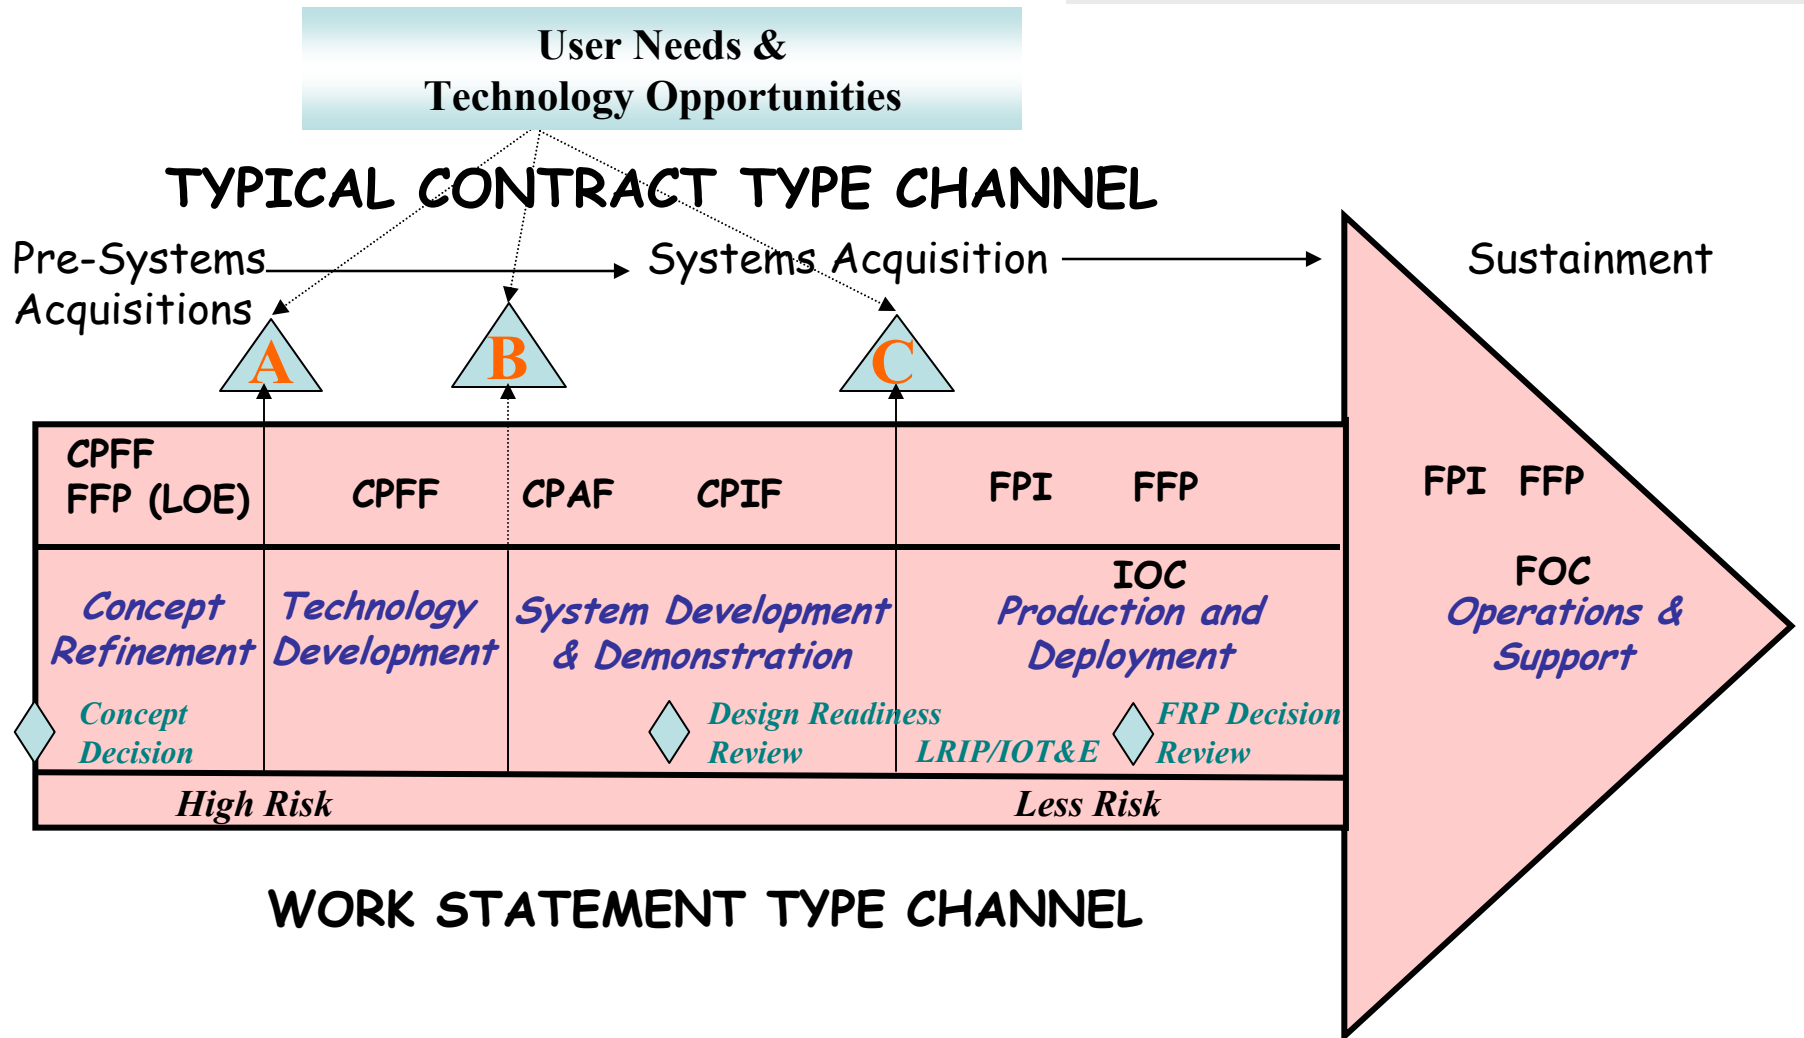 User Needs &
Technology Opportunities
TYPICAL CONTRACT TYPE CHANNEL
Pre-Systems
Acquisitions
Systems Acquisition
Sustainment
A
B
C
CPFF
FFP (LOE)
CPFF
CPAF
CPIF
FPI
FFP
FPI FFP
Concept
Refinement
Technology
Development
System Development
& Demonstration
IOC
Production and
Deployment
FOC
Operations &
Support
Concept
Decision
Design Readiness
Review
LRIP/IOT&E
FRP Decision
Review
High Risk
Less Risk
WORK STATEMENT TYPE CHANNEL